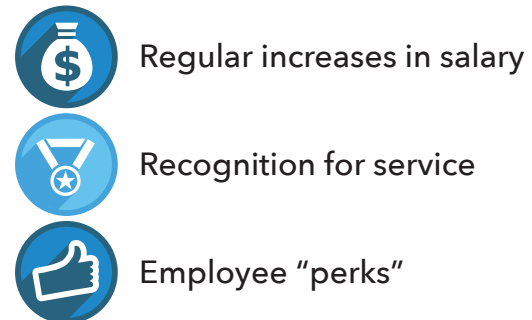 $
Regular increases in salary
Recognition for service
Employee “perks”